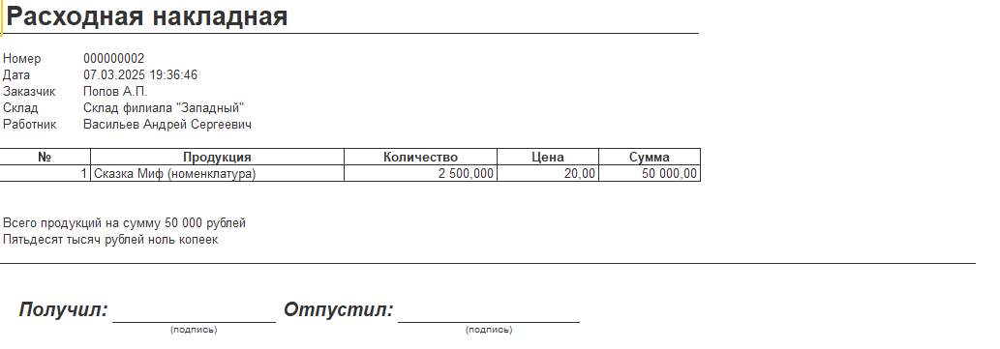 Расходная накладная
Номер 000000002
Дата 07.03.2025 19:36:46
Заказчик Попов А.П.
Склад Склад филиала "Западный"
Работник Васильев Андрей Сергеевич
№ Продукция Количество Цена Сумма
1 Сказка Миф (номенклатура) 2 500,000 20,00 50 000,00
Всего продукций на сумму 50 000 рублей
Пятьдесят тысяч рублей ноль копеек
Получил: Отпустил:
(подпись) (подпись)